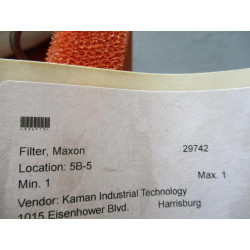 Filter, Maxon 29742
Location: 5B-5
Min. 1 Max. 1
Vendor: Kaman Industrial Technology
1015 Eisenhower Blvd. Harrisburg